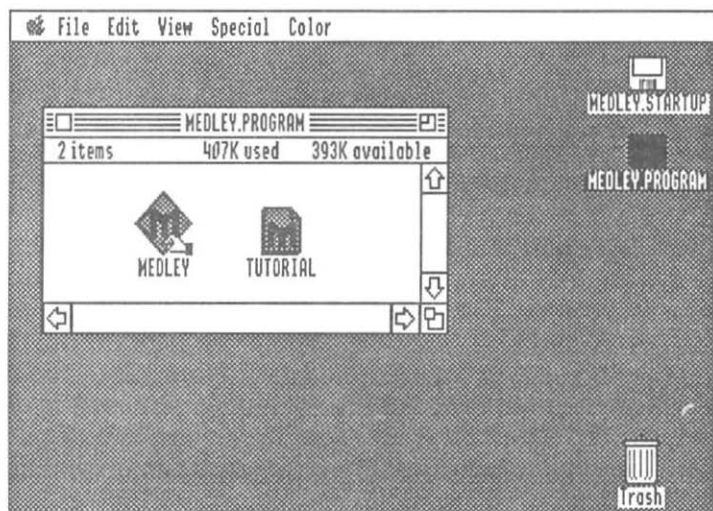 File Edit View Special Color
MEDLEY.STARTUP
MEDLEY.PROGRAM
2 items 407K used 393K available
MEDLEY.PROGRAM
MEDLEY TUTORIAL
Trash